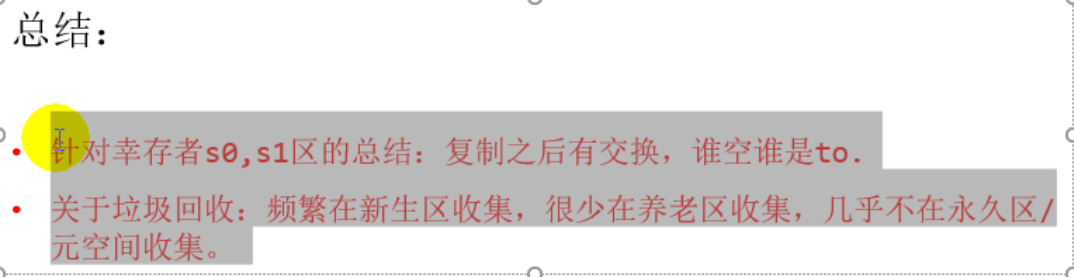 总结：
• 针对幸存者s0,s1区的总结：复制之后有交换，谁空谁是to.
• 关于垃圾回收：频繁在新生区收集，很少在养老区收集，几乎不在永久区/
元空间收集。